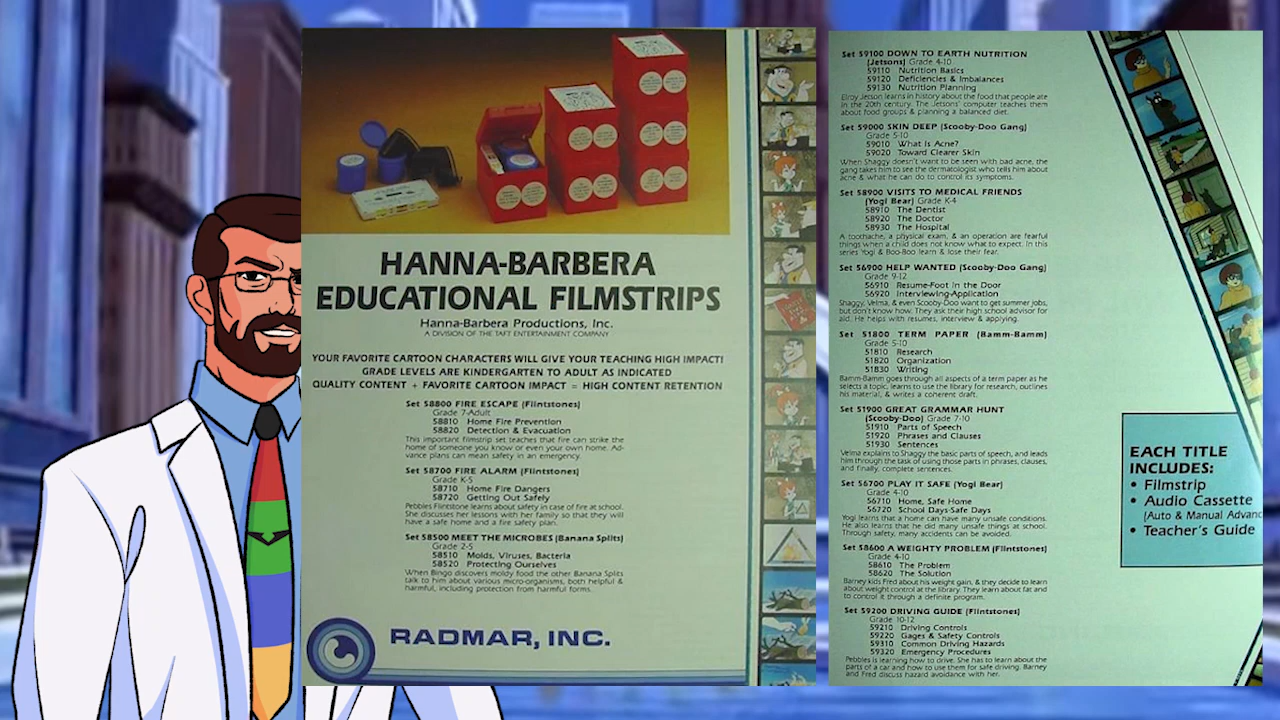 HANNA-BARBERA
EDUCATIONAL FILMSTRIPS
Hanna-Barbera Productions, Inc.
A DIVISION OF THE TAFT ENTERTAINMENT COMPANY
YOUR FAVORITE CARTOON CHARACTERS WILL GIVE YOUR TEACHING HIGH IMPACT!
GRADE LEVELS ARE KINDERGARTEN TO ADULT AS INDICATED
QUALITY CONTENT + FAVORITE CARTOON IMPACT = HIGH CONTENT RETENTION
Set 58800 FIRE ESCAPE (Flintstones)
Grade 7-Adult
58810 Home Fire Prevention
58820 Detection & Evacuation
This important filmstrip set teaches that fire can strike the
home of someone you know or even your own home. Ad-
vance plans can mean safety in an emergency.
Set 58700 FIRE ALARM (Flintstones)
Grade K-5
58710 Home Fire Dangers
58720 Getting Out Safely
Pebbles Flintstone learns about safety in case of fire at school.
She discusses her lessons with her family so that they will
have a safe home and a fire safety plan.
Set 58500 MEET THE MICROBES (Banana Splits)
Grade 2-5
58510 Molds, Viruses, Bacteria
58520 Protecting Ourselves
When Bingo discovers moldy food the other Banana Splits
talk to him about various micro-organisms, both helpful &
harmful, including protection from harmful forms.
RADMAR, INC.
Set 59100 DOWN TO EARTH NUTRITION
(Jetsons) Grade 4-10
59110 Nutrition Basics
59120 Deficiencies & Imbalances
59130 Nutrition Planning
Elroy Jetson learns in history about the food that people ate
in the 20th century. The Jetsons' computer teaches them
about food groups & planning a balanced diet.
Set 59000 SKIN DEEP (Scooby-Doo Gang)
Grade 5-10
59010 What is Acne?
59020 Toward Clearer Skin
When Shaggy doesn't want to be seen with bad acne, the
gang takes him to see the dermatologist who tells him about
acne & what he can do to control its symptoms.
Set 58900 VISITS TO MEDICAL FRIENDS
(Yogi Bear) Grade K-4
58910 The Dentist
58920 The Doctor
58930 The Hospital
A toothache, a physical exam, & an operation are fearful
things when a child does not know what to expect. In this
series Yogi & Boo-Boo learn & lose their fear.
Set 56900 HELP WANTED (Scooby-Doo Gang)
Grade 9-12
56910 Resume-Foot in the Door
56920 Interviewing-Application
Shaggy, Velma, & even Scooby-Doo want to get summer jobs,
but don't know how. They ask their high school advisor for
aid. He helps with resumes, interview & applying.
Set 51800 TERM PAPER (Bamm-Bamm)
Grade 5-10
51810 Research
51820 Organization
51830 Writing
Bamm-Bamm goes through all aspects of a term paper as he
selects a topic, learns to use the library for research, outlines
his material, & writes a coherent draft.
Set 51900 GREAT GRAMMAR HUNT
(Scooby-Doo) Grade 7-10
51910 Parts of Speech
51920 Phrases and Clauses
51930 Sentences
Velma explains to Shaggy the basic parts of speech, and leads
him through the task of using those parts in phrases, clauses,
and finally, complete sentences.
Set 56700 PLAY IT SAFE (Yogi Bear)
Grade 4-10
56710 Home, Safe Home
56720 School Days-Safe Days
Yogi learns that a home can have many unsafe conditions.
He also learns that he did many unsafe things at school.
Through safety, many accidents can be avoided.
Set 58600 A WEIGHTY PROBLEM (Flintstones)
Grade 4-10
58610 The Problem
58620 The Solution
Barney kids Fred about his weight gain, & they decide to learn
about weight control at the library. They learn about fat and
to control it through a definite program.
Set 59200 DRIVING GUIDE (Flintstones)
Grade 10-12
59210 Driving Controls
59220 Gages & Safety Controls
59310 Common Driving Hazards
59320 Emergency Procedures
Pebbles is learning how to drive. She has to learn about the
parts of a car and how to use them for safe driving. Barney
and Fred discuss hazard avoidance with her.
EACH TITLE
INCLUDES:
• Filmstrip
• Audio Cassette
(Auto & Manual Advanc
• Teacher's Guide